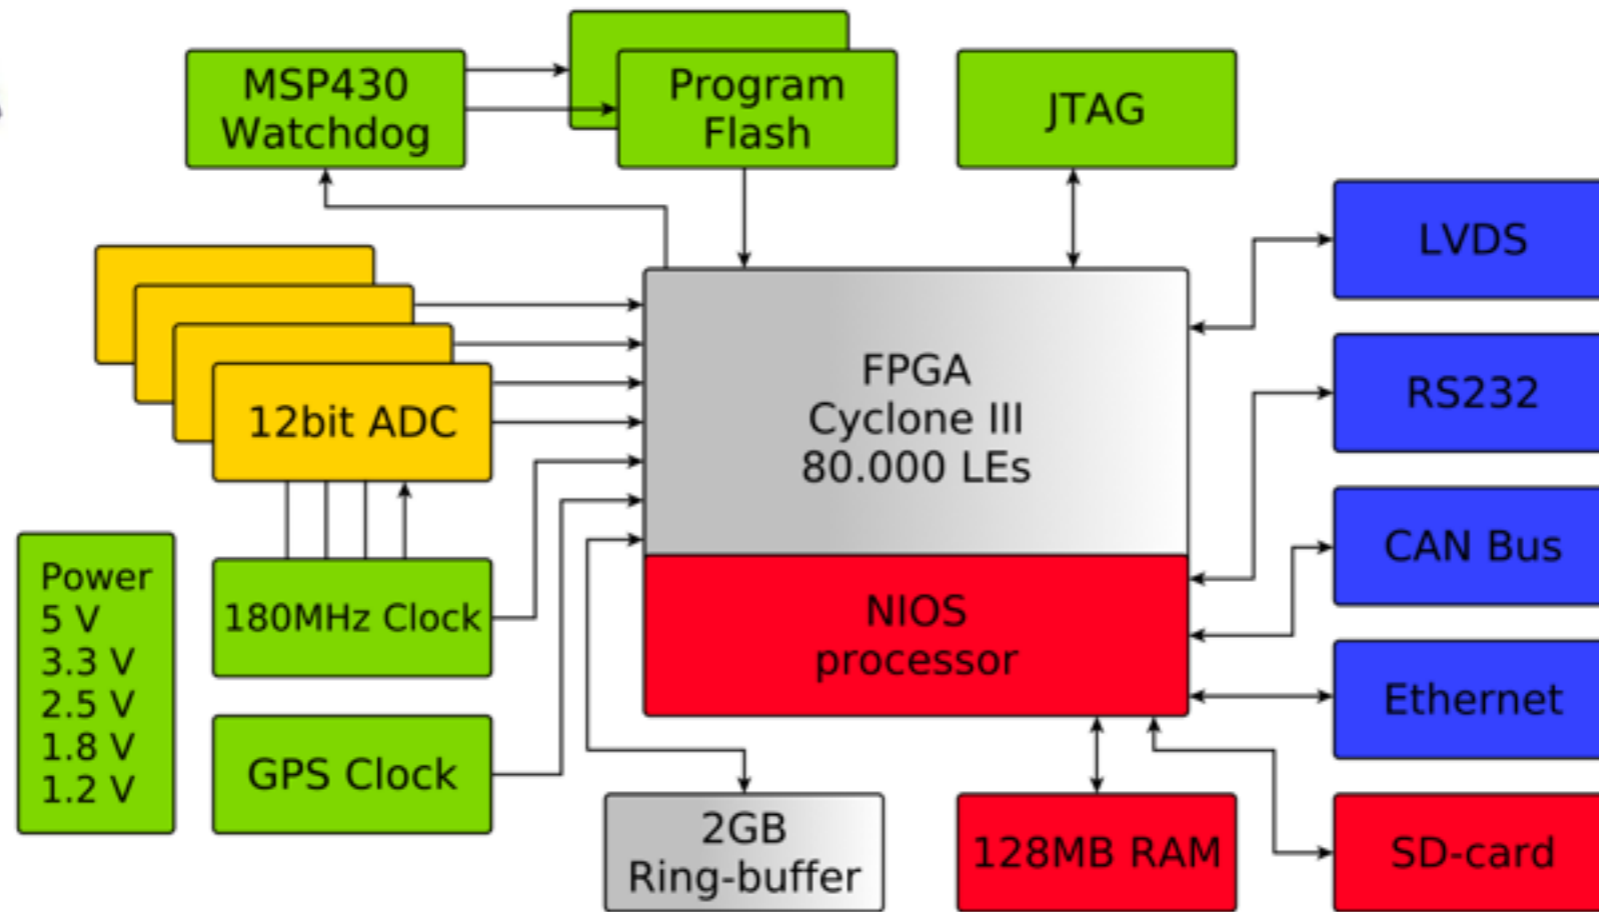 MSP430
Watchdog
Program
Flash
JTAG
LVDS
FPGA
Cyclone III
80.000 LEs
RS232
12bit ADC
CAN Bus
Power
5 V
3.3 V
2.5 V
1.8 V
1.2 V
180MHz Clock
NIOS
processor
Ethernet
GPS Clock
2GB
Ring-buffer
128MB RAM
SD-card